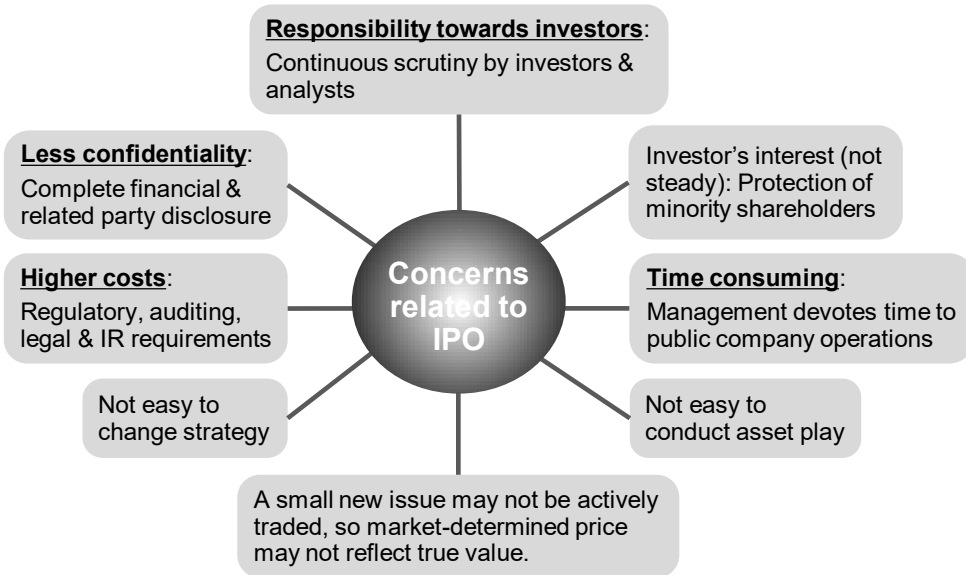 Responsibility towards investors:
Continuous scrutiny by investors &
analysts
Less confidentiality:
Complete financial &
related party disclosure
Investor's interest (not
steady): Protection of
minority shareholders
Concerns
related to
IPO
Higher costs:
Regulatory, auditing,
legal & IR requirements
Time consuming:
Management devotes time to
public company operations
Not easy to
change strategy
Not easy to
conduct asset play
A small new issue may not be actively
traded, so market-determined price
may not reflect true value.